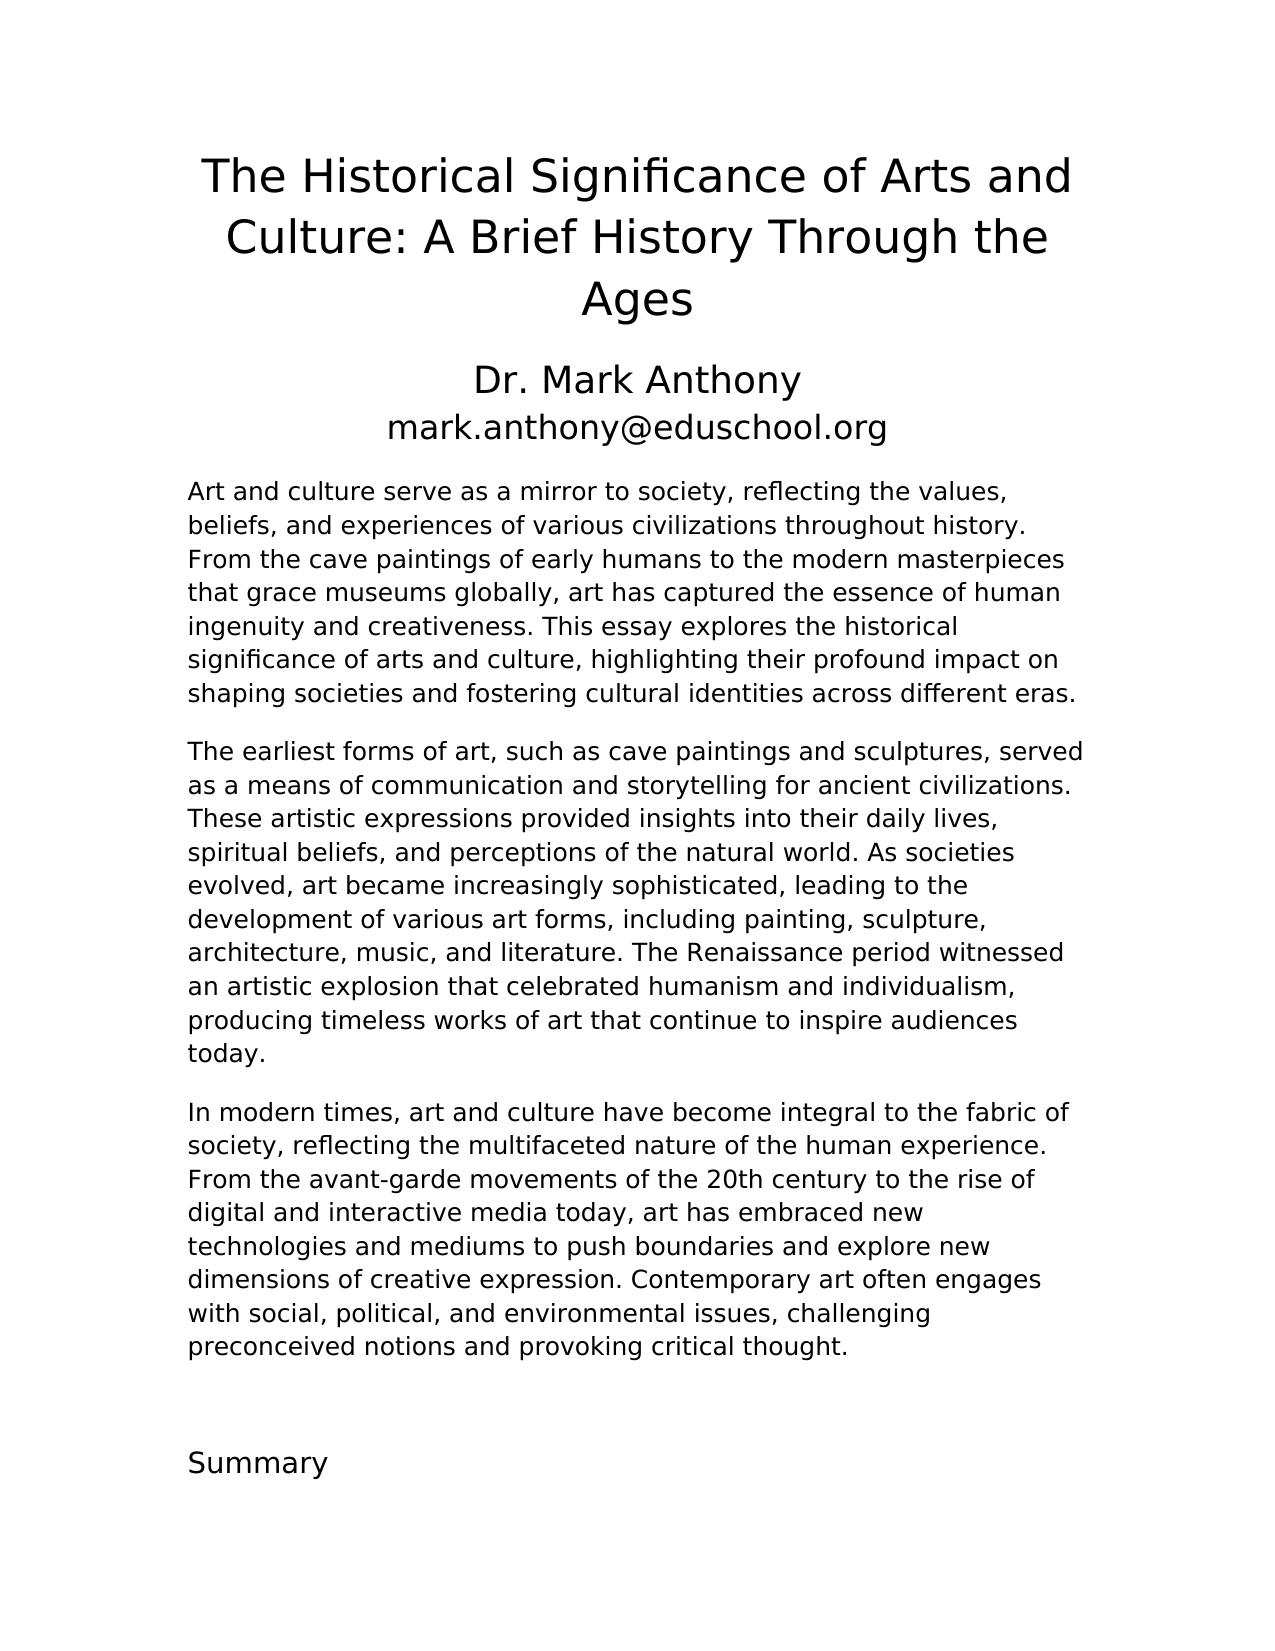 The Historical Significance of Arts and
Culture: A Brief History Through the
Ages
Dr. Mark Anthony
mark.anthony@eduschool.org
Art and culture serve as a mirror to society, reflecting the values,
beliefs, and experiences of various civilizations throughout history.
From the cave paintings of early humans to the modern masterpieces
that grace museums globally, art has captured the essence of human
ingenuity and creativeness. This essay explores the historical
significance of arts and culture, highlighting their profound impact on
shaping societies and fostering cultural identities across different eras.
The earliest forms of art, such as cave paintings and sculptures, served
as a means of communication and storytelling for ancient civilizations.
These artistic expressions provided insights into their daily lives,
spiritual beliefs, and perceptions of the natural world. As societies
evolved, art became increasingly sophisticated, leading to the
development of various art forms, including painting, sculpture,
architecture, music, and literature. The Renaissance period witnessed
an artistic explosion that celebrated humanism and individualism,
producing timeless works of art that continue to inspire audiences
today.
In modern times, art and culture have become integral to the fabric of
society, reflecting the multifaceted nature of the human experience.
From the avant-garde movements of the 20th century to the rise of
digital and interactive media today, art has embraced new
technologies and mediums to push boundaries and explore new
dimensions of creative expression. Contemporary art often engages
with social, political, and environmental issues, challenging
preconceived notions and provoking critical thought.
Summary